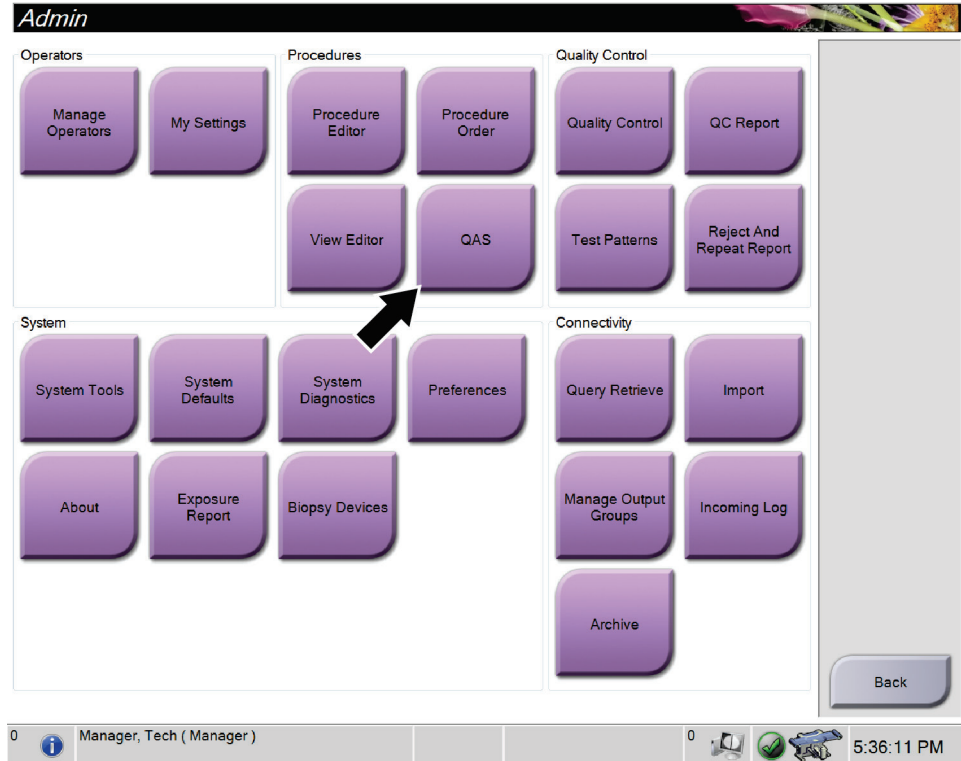 Admin
Operators
Manage
Operators
My Settings
Procedures
Procedure
Editor
Procedure
Order
View Editor
QAS
Quality Control
Quality Control
QC Report
Test Patterns
Reject And
Repeat Report
System
System Tools
System
Defaults
System
Diagnostics
Preferences
About
Exposure
Report
Biopsy Devices
Connectivity
Query Retrieve
Import
Manage Output
Groups
Incoming Log
Archive
Back
0
Manager, Tech ( Manager )
0
5:36:11 PM